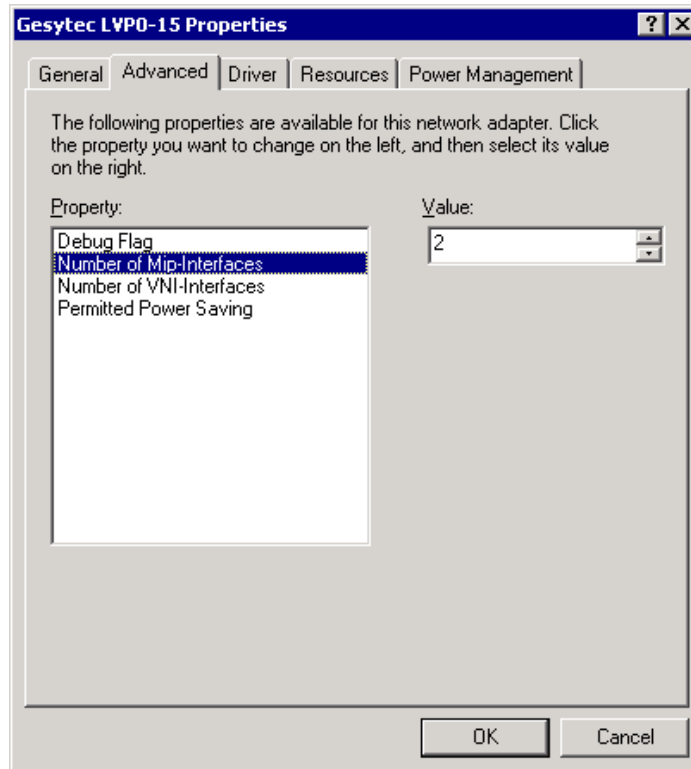 Gesytec LVP0-15 Properties
General Advanced Driver Resources Power Management
The following properties are available for this network adapter. Click
the property you want to change on the left, and then select its value
on the right.
Property: Value:
Debug Flag 2
Number of Mip-Interfaces
Number of VNI-Interfaces
Permitted Power Saving
OK Cancel